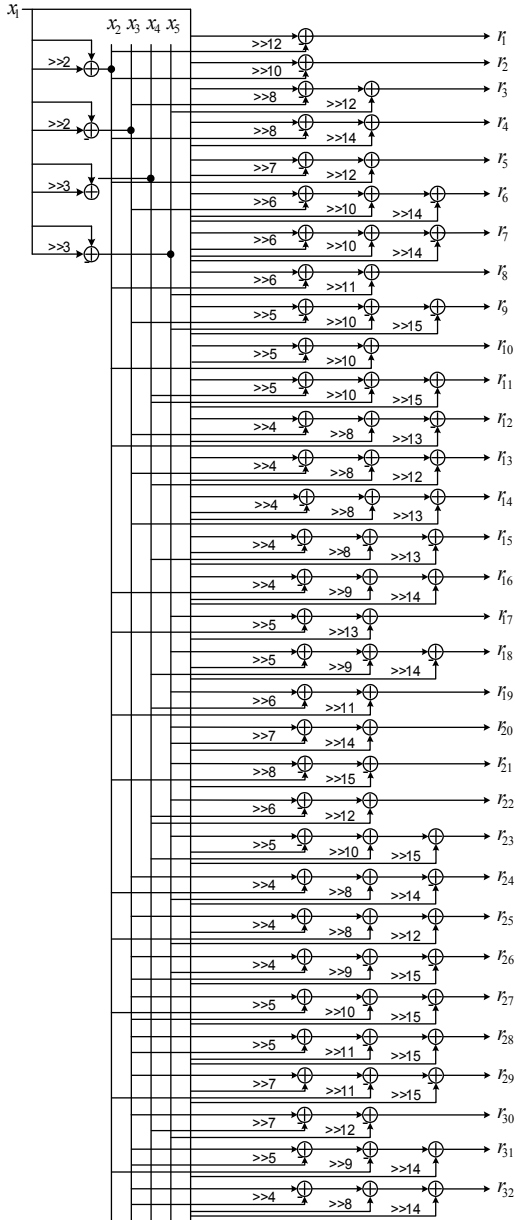 x₁
x₂ x₃ x₄ x₅
>>2
>>2
>>3
>>3
>>12 r₁
>>10 r₂
>>8 >>12 r₃
>>8 >>14 r₄
>>7 >>12 r₅
>>6 >>10 >>14 r₆
>>6 >>10 >>14 r₇
>>6 >>11 r₈
>>5 >>10 >>15 r₉
>>5 >>10 r₁₀
>>5 >>10 >>15 r₁₁
>>4 >>8 >>13 r₁₂
>>4 >>8 >>12 r₁₃
>>4 >>8 >>13 r₁₄
>>4 >>8 >>13 r₁₅
>>4 >>9 >>14 r₁₆
>>5 >>13 r₁₇
>>5 >>9 >>14 r₁₈
>>6 >>11 r₁₉
>>7 >>14 r₂₀
>>8 >>15 r₂₁
>>6 >>12 r₂₂
>>5 >>10 >>15 r₂₃
>>4 >>8 >>14 r₂₄
>>4 >>8 >>12 r₂₅
>>4 >>9 >>15 r₂₆
>>5 >>10 >>15 r₂₇
>>5 >>11 >>15 r₂₈
>>7 >>11 >>15 r₂₉
>>7 >>12 r₃₀
>>5 >>9 >>14 r₃₁
>>4 >>8 >>14 r₃₂